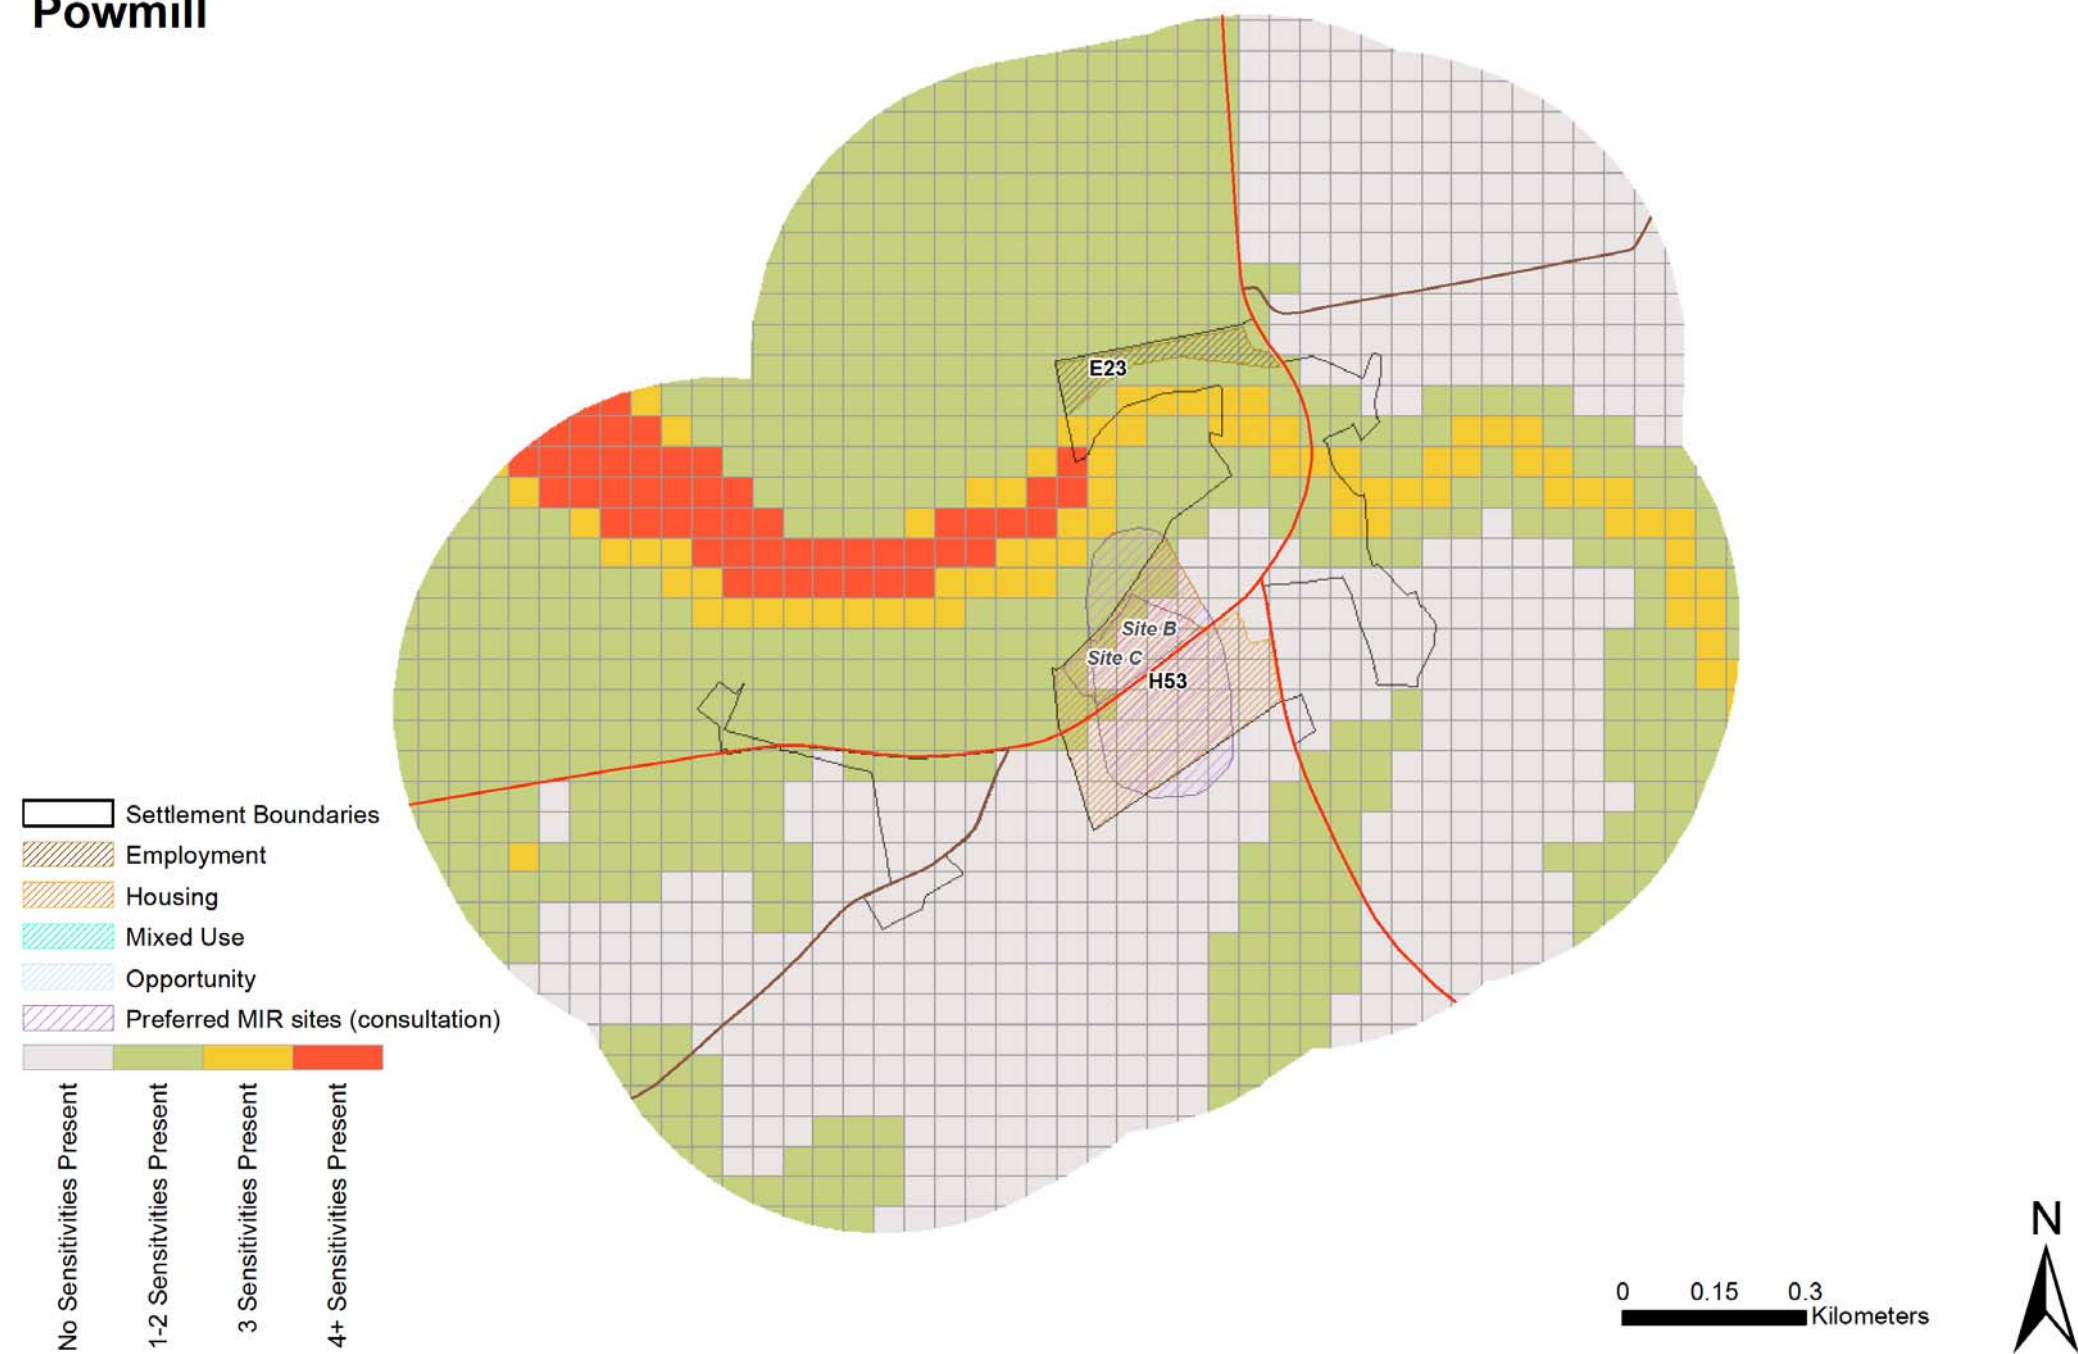 Powmill
E23
Site B
Site C
H53
Settlement Boundaries
Employment
Housing
Mixed Use
Opportunity
Preferred MIR sites (consultation)
No Sensitivities Present
1-2 Sensitvities Present
3 Sensitivities Present
4+ Sensitivities Present
N
0 0.15 0.3
Kilometers